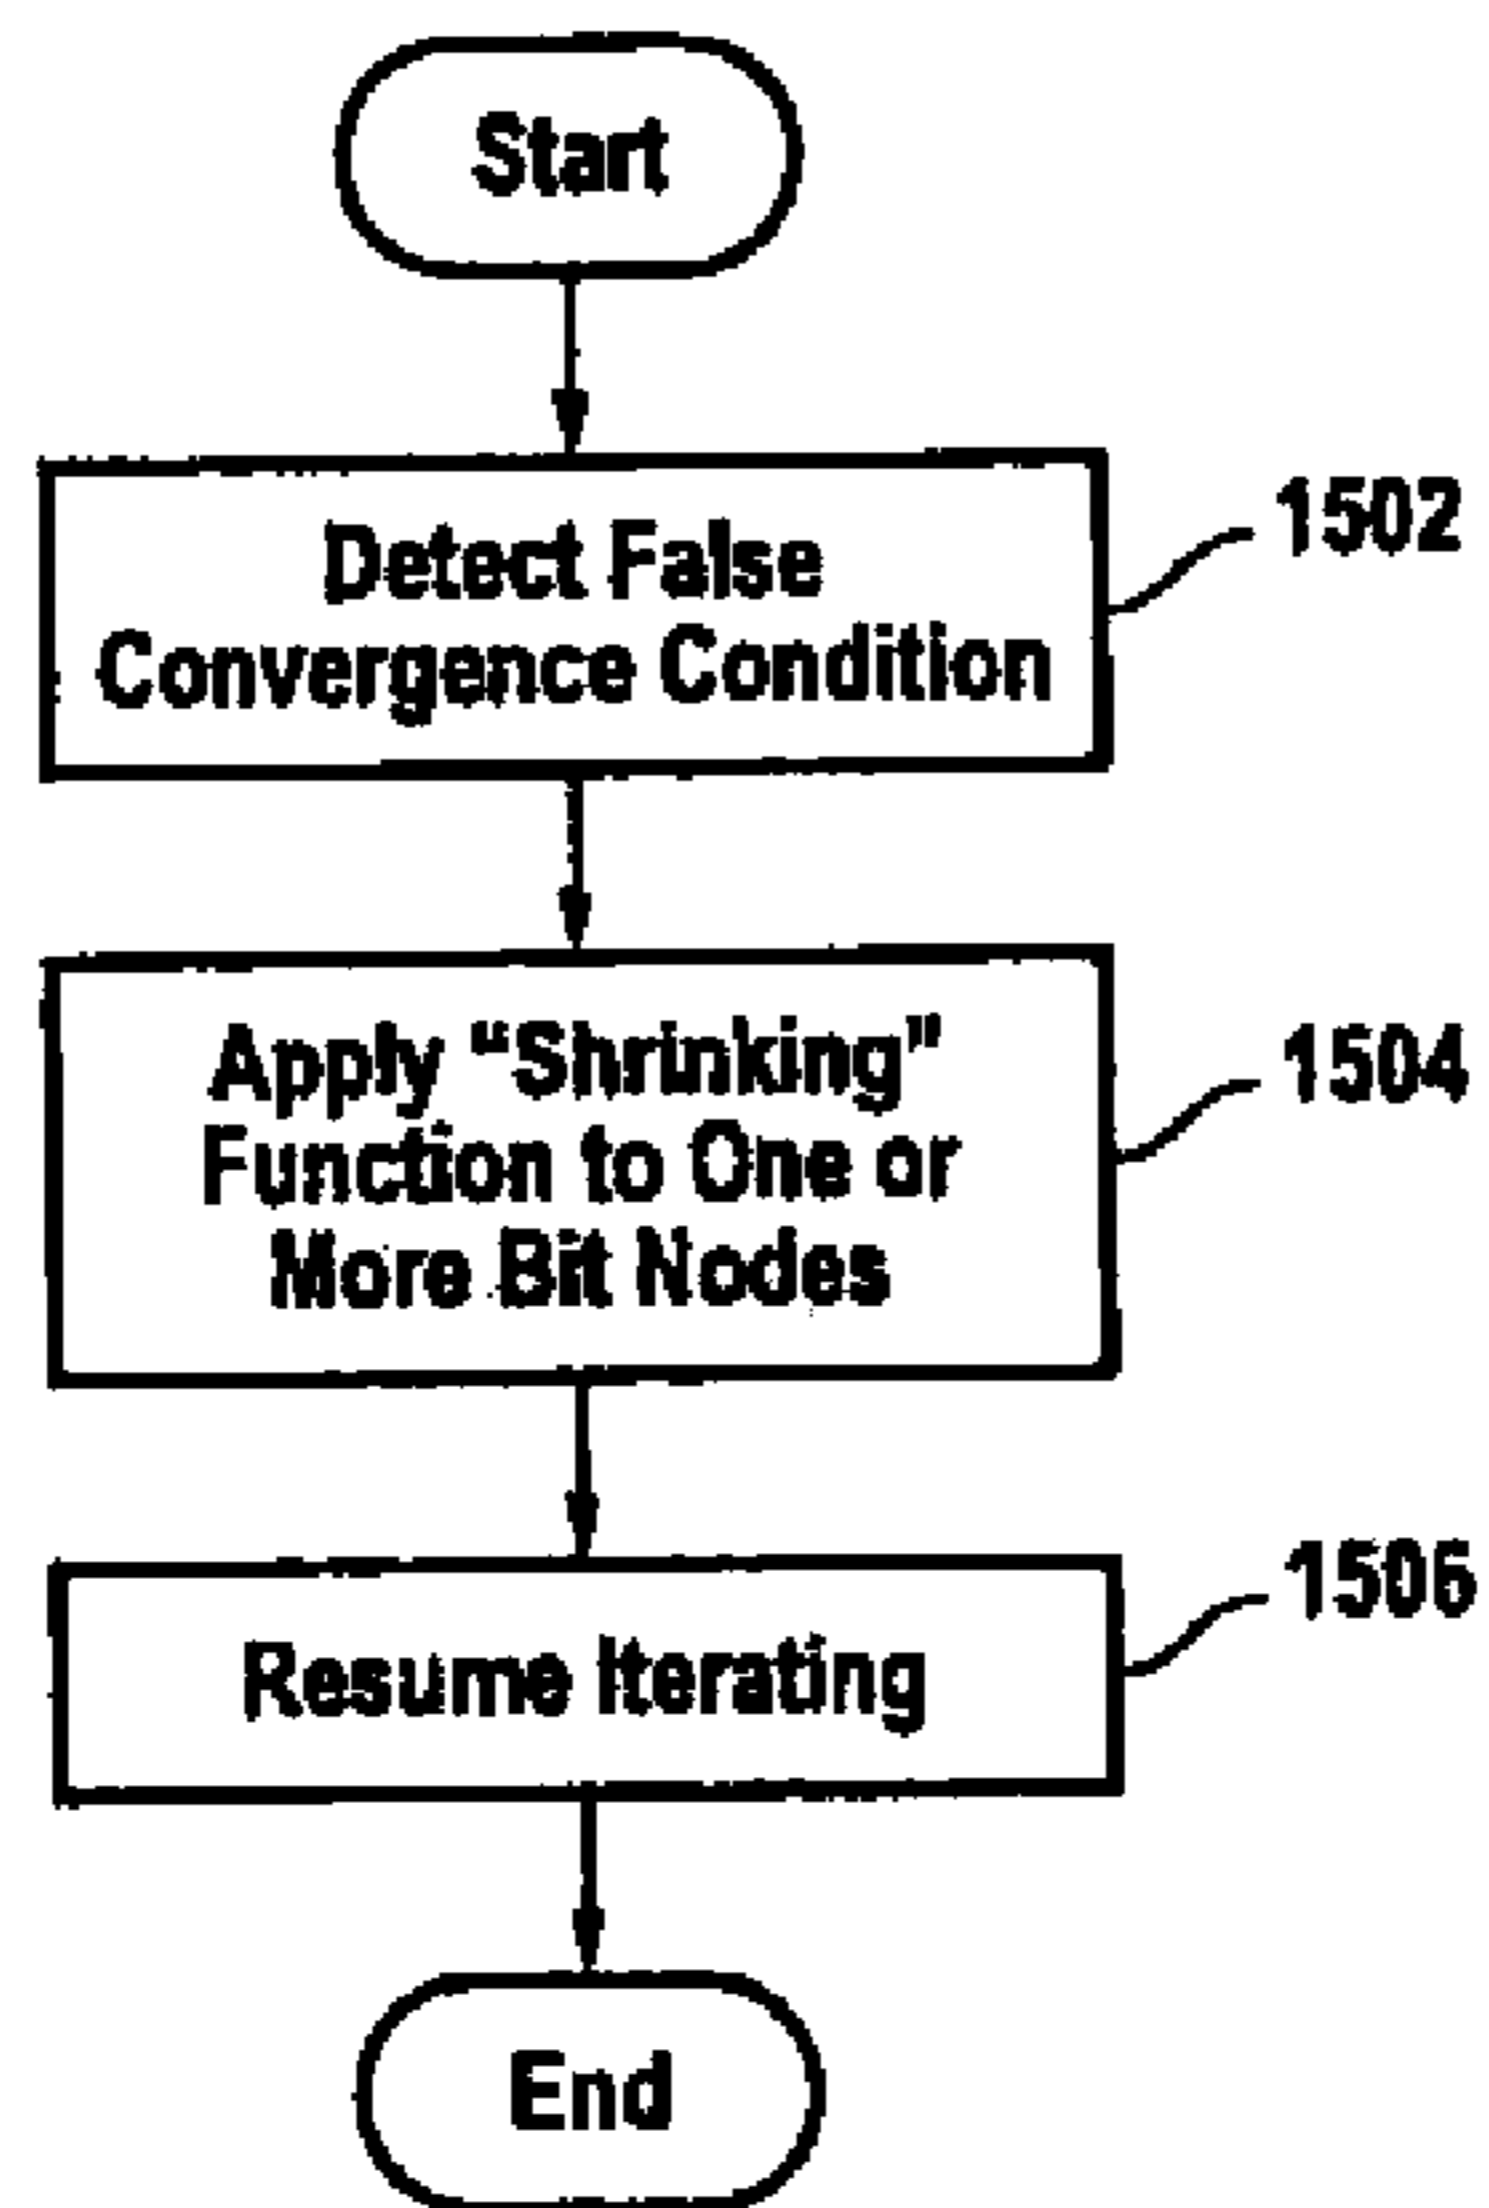 Start
Detect False
Convergence Condition
1502
Apply “Shrinking”
Function to One or
More Bit Nodes
1504
Resume Iterating
1506
End